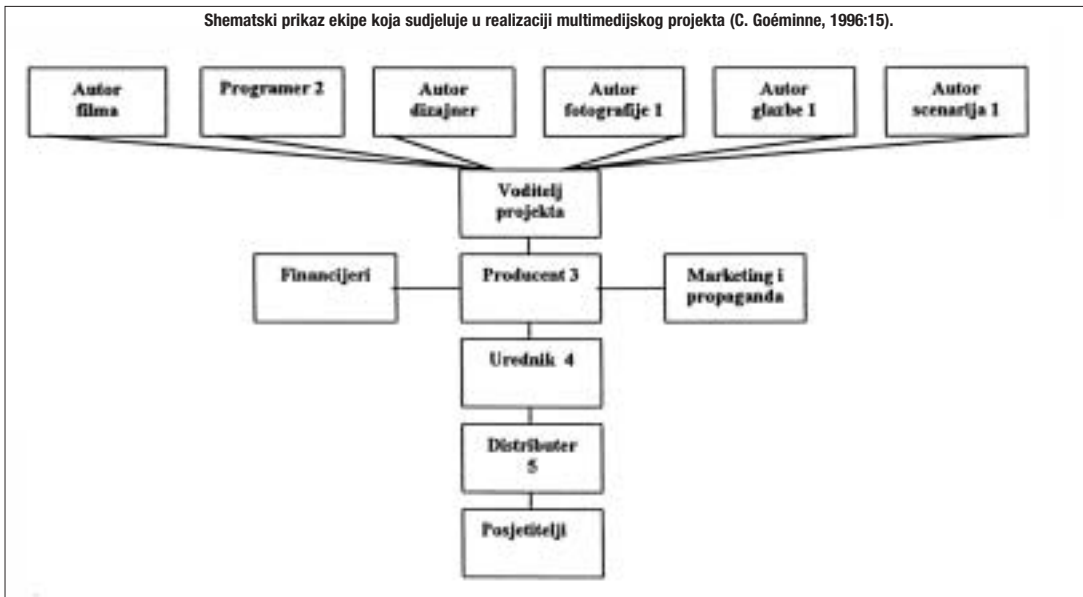 Shematski prikaz ekipe koja sudjeluje u realizaciji multimedijskog projekta (C. Goéminne, 1996:15).
Autor
filma
Programer 2
Autor
dizajner
Autor
fotografije 1
Autor
glazbe 1
Autor
scenarija 1
Voditelj
projekta
Financijeri
Producent 3
Marketing i
propaganda
Urednik 4
Distributer
5
Posjetitelji